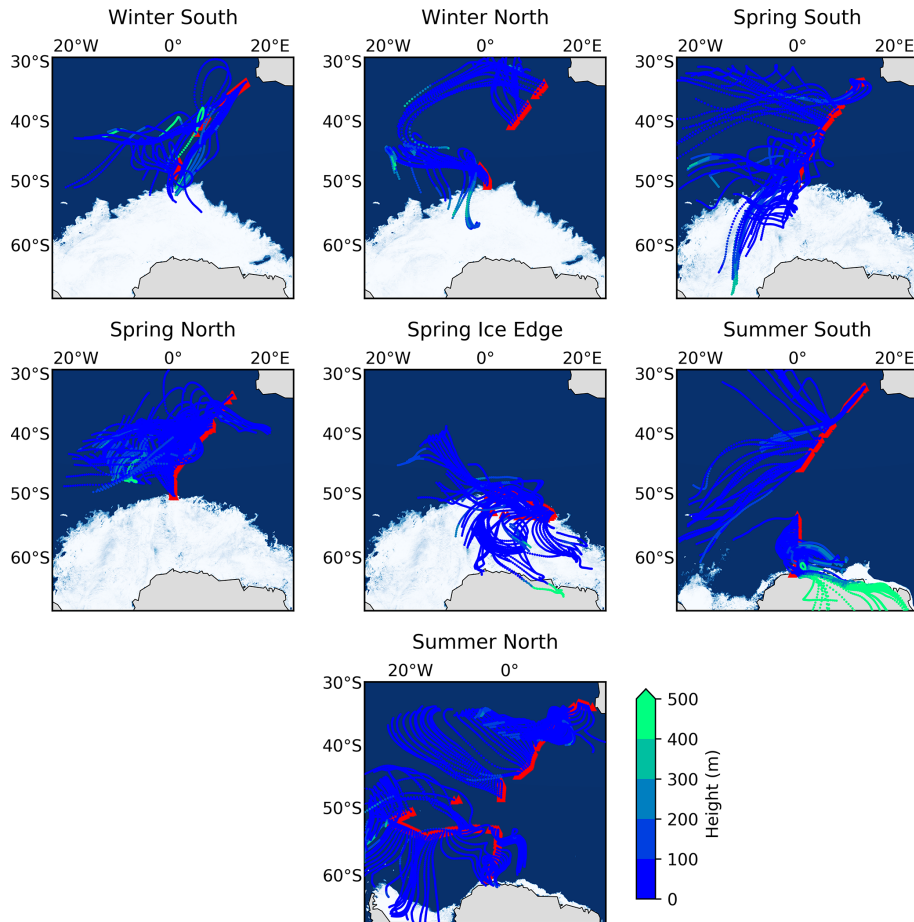 Winter South
Winter North
Spring South
20°W 0° 20°E
20°W 0° 20°E
20°W 0° 20°E
30°S
40°S
50°S
60°S
30°S
40°S
50°S
60°S
30°S
40°S
50°S
60°S
Spring North
Spring Ice Edge
Summer South
20°W 0° 20°E
20°W 0° 20°E
20°W 0° 20°E
30°S
40°S
50°S
60°S
30°S
40°S
50°S
60°S
30°S
40°S
50°S
60°S
Summer North
20°W 0°
30°S
40°S
50°S
60°S
500
400
300
200
100
0
Height (m)